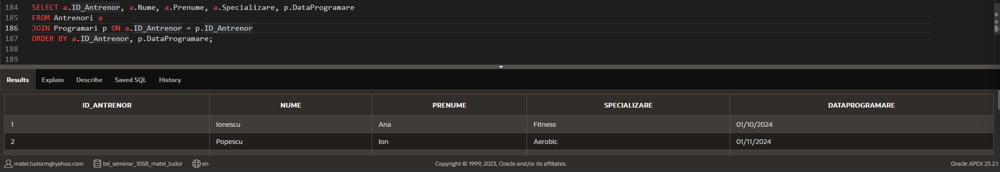 184 SELECT a.ID_Antrenor, a.Nume, a.Prenume, a.Specializare, p.DataProgramare
185 FROM Antrenori a
186 JOIN Programari p ON a.ID_Antrenor = p.ID_Antrenor
187 ORDER BY a.ID_Antrenor, p.DataProgramare;
188
189
Results Explain Describe Saved SQL History
ID_ANTRENOR NUME PRENUME SPECIALIZARE DATAPROGRAMARE
1 Ionescu Ana Fitness 01/10/2024
2 Popescu Ion Aerobic 01/11/2024
matei.tudorm@yahoo.com bd_seminar_1058_matei_tudor en Copyright © 1999, 2023, Oracle and/or its affiliates. Oracle APEX 23.2.1